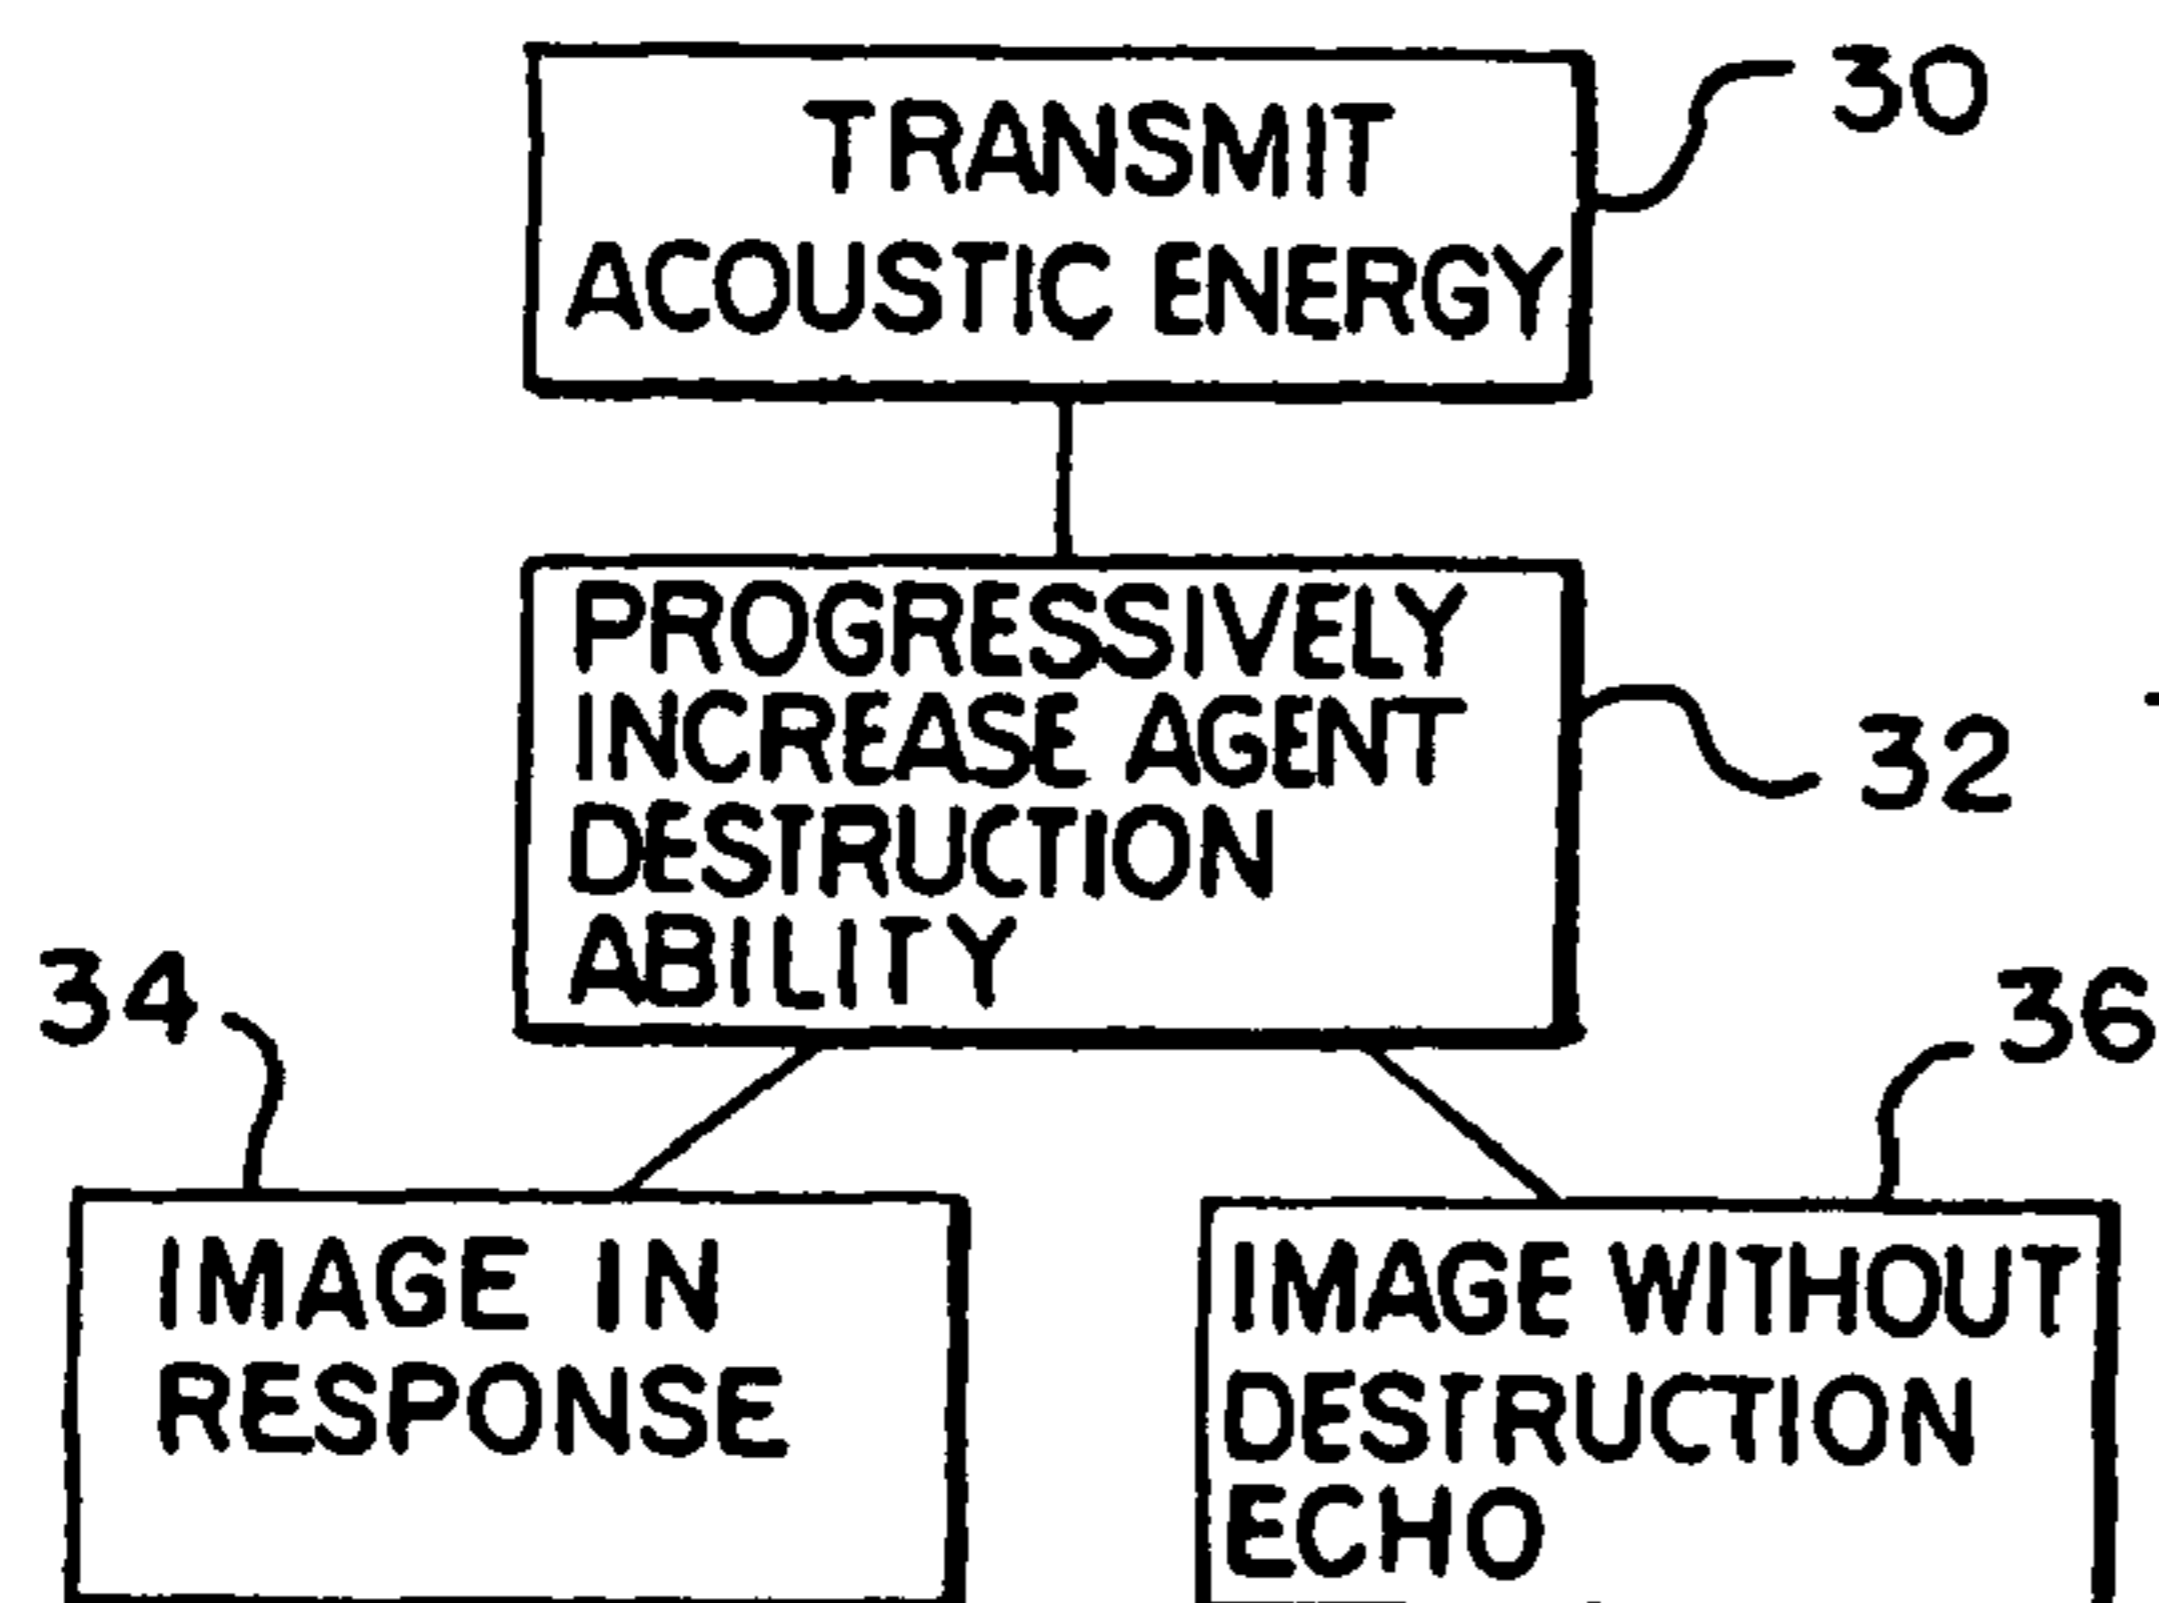 30
TRANSMIT
ACOUSTIC ENERGY
PROGRESSIVELY
INCREASE AGENT
DESTRUCTION
ABILITY
32
34
36
IMAGE IN
RESPONSE
IMAGE WITHOUT
DESTRUCTION
ECHO